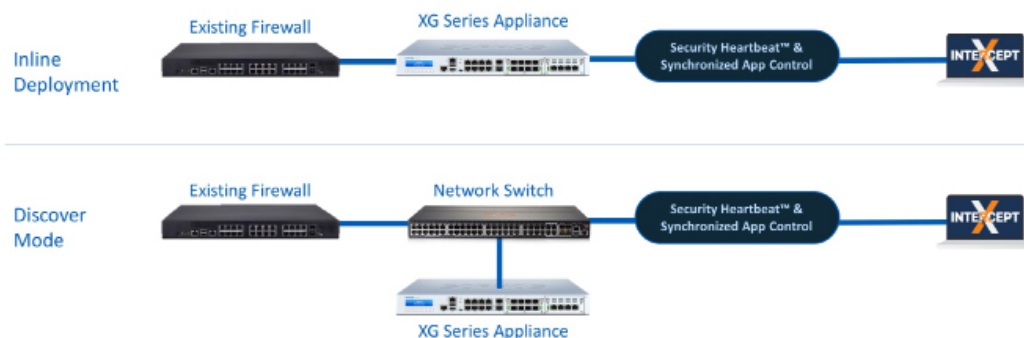 Existing Firewall
XG Series Appliance
Inline
Deployment
Security Heartbeat™ &
Synchronized App Control
INTERCEPT
X
Existing Firewall
Network Switch
Discover
Mode
Security Heartbeat™ &
Synchronized App Control
INTERCEPT
X
XG Series Appliance